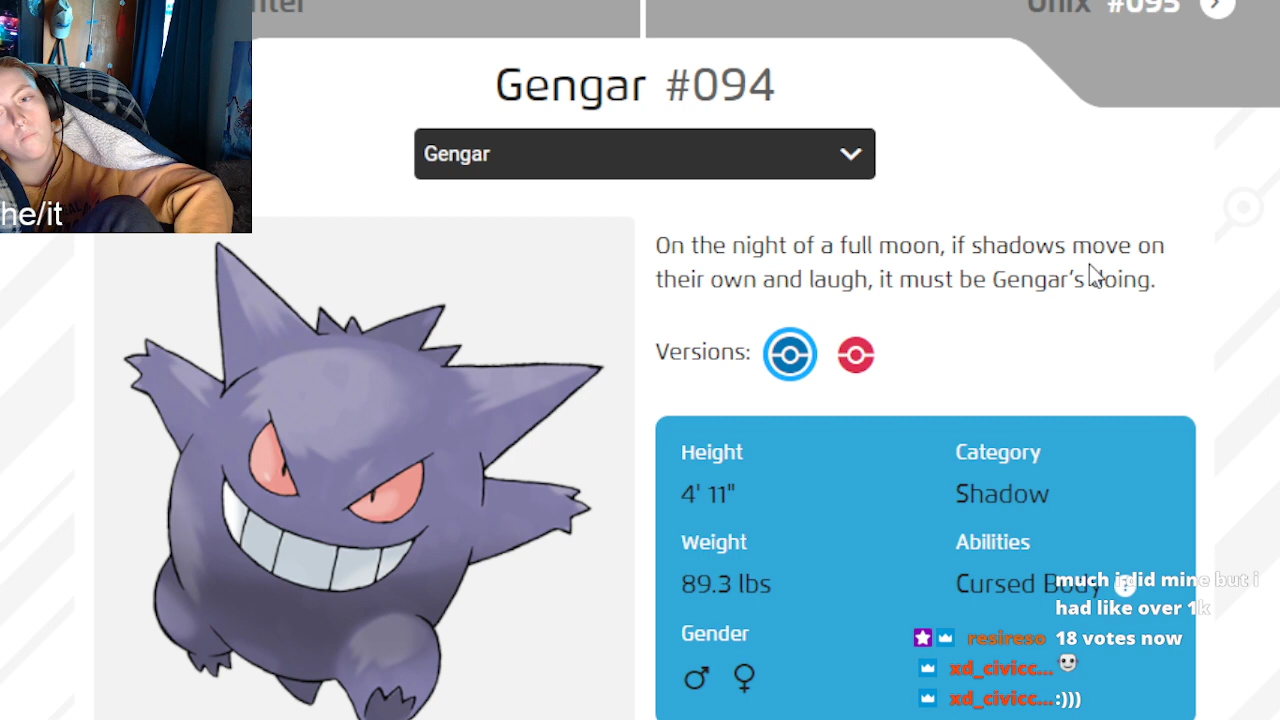 Gengar #094
Gengar
he/it
On the night of a full moon, if shadows move on
their own and laugh, it must be Gengar's doing.
Versions:
Height
4' 11"
Category
Shadow
Weight
89.3 lbs
Abilities
Cursed Body
Gender
much i did mine but i
had like over 1k
resireso 18 votes now
xd_civicc...
xd_civicc... :)))
#095